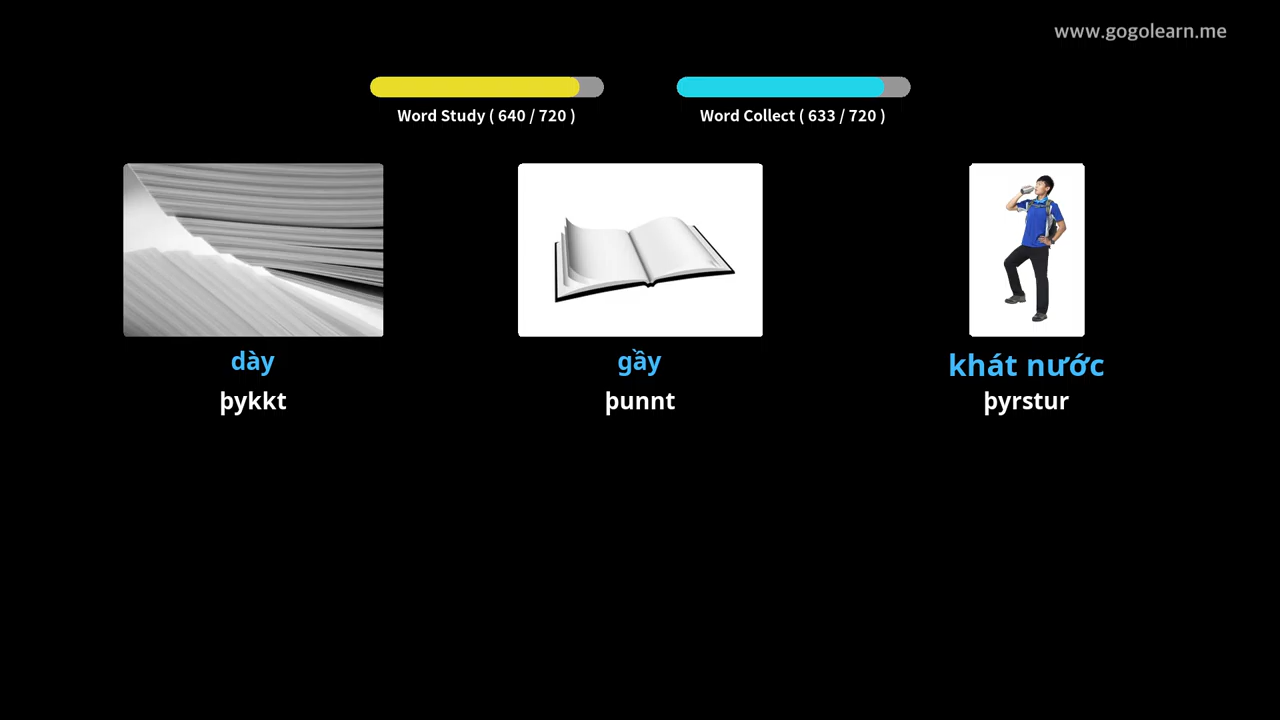 www.gogolearn.me
Word Study ( 640 / 720 )
Word Collect ( 633 / 720 )
dày
gầy
khát nước
þykkt
þunnt
þyrstur